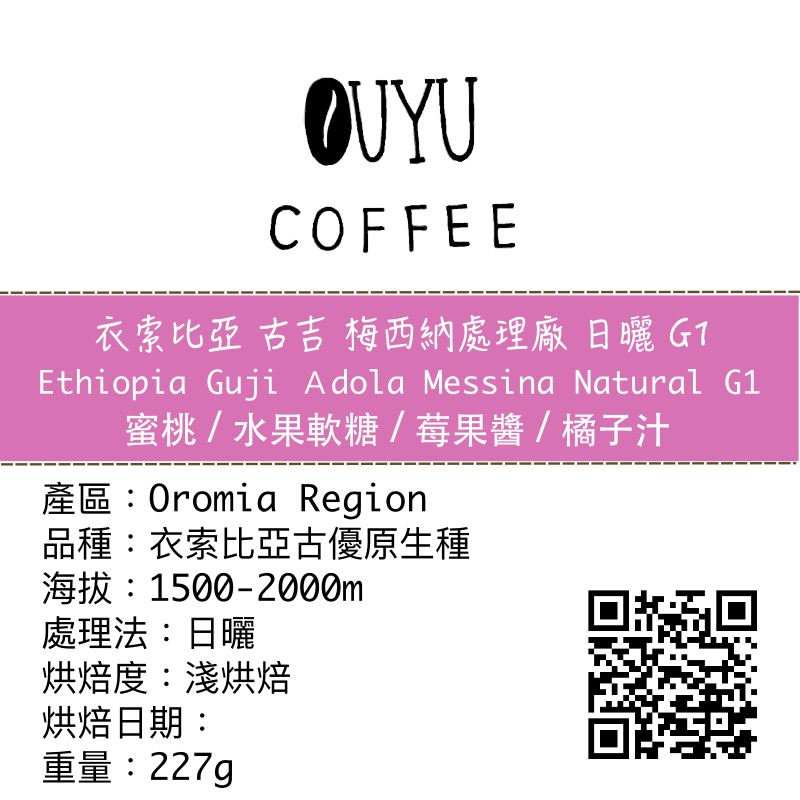 OUYU
COFFEE
衣索比亞 古吉 梅西納處理廠 日曬 G1
Ethiopia Guji Adola Messina Natural G1
蜜桃 / 水果軟糖 / 莓果醬 / 橘子汁
產區：Oromia Region
品種：衣索比亞古優原生種
海拔：1500-2000m
處理法：日曬
烘焙度：淺烘焙
烘焙日期：
重量：227g